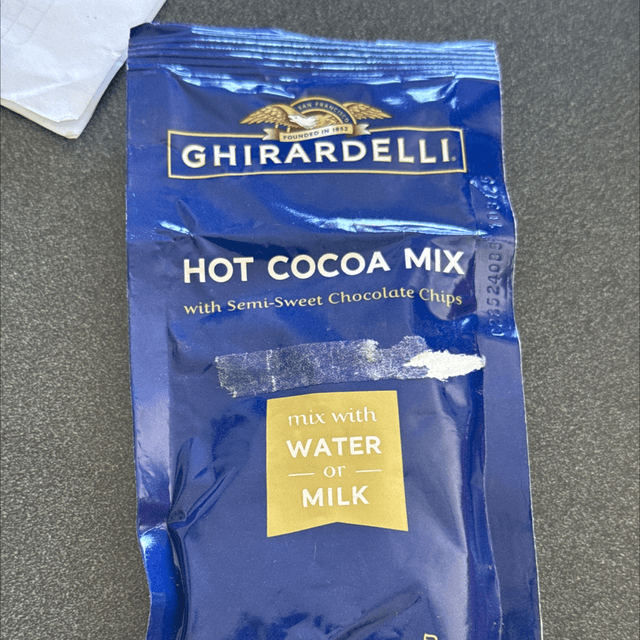 SAN FRANCISCO
FOUNDED IN 1852
GHIRARDELLI
HOT COCOA MIX
with Semi-Sweet Chocolate Chips
mix with
WATER
or
MILK